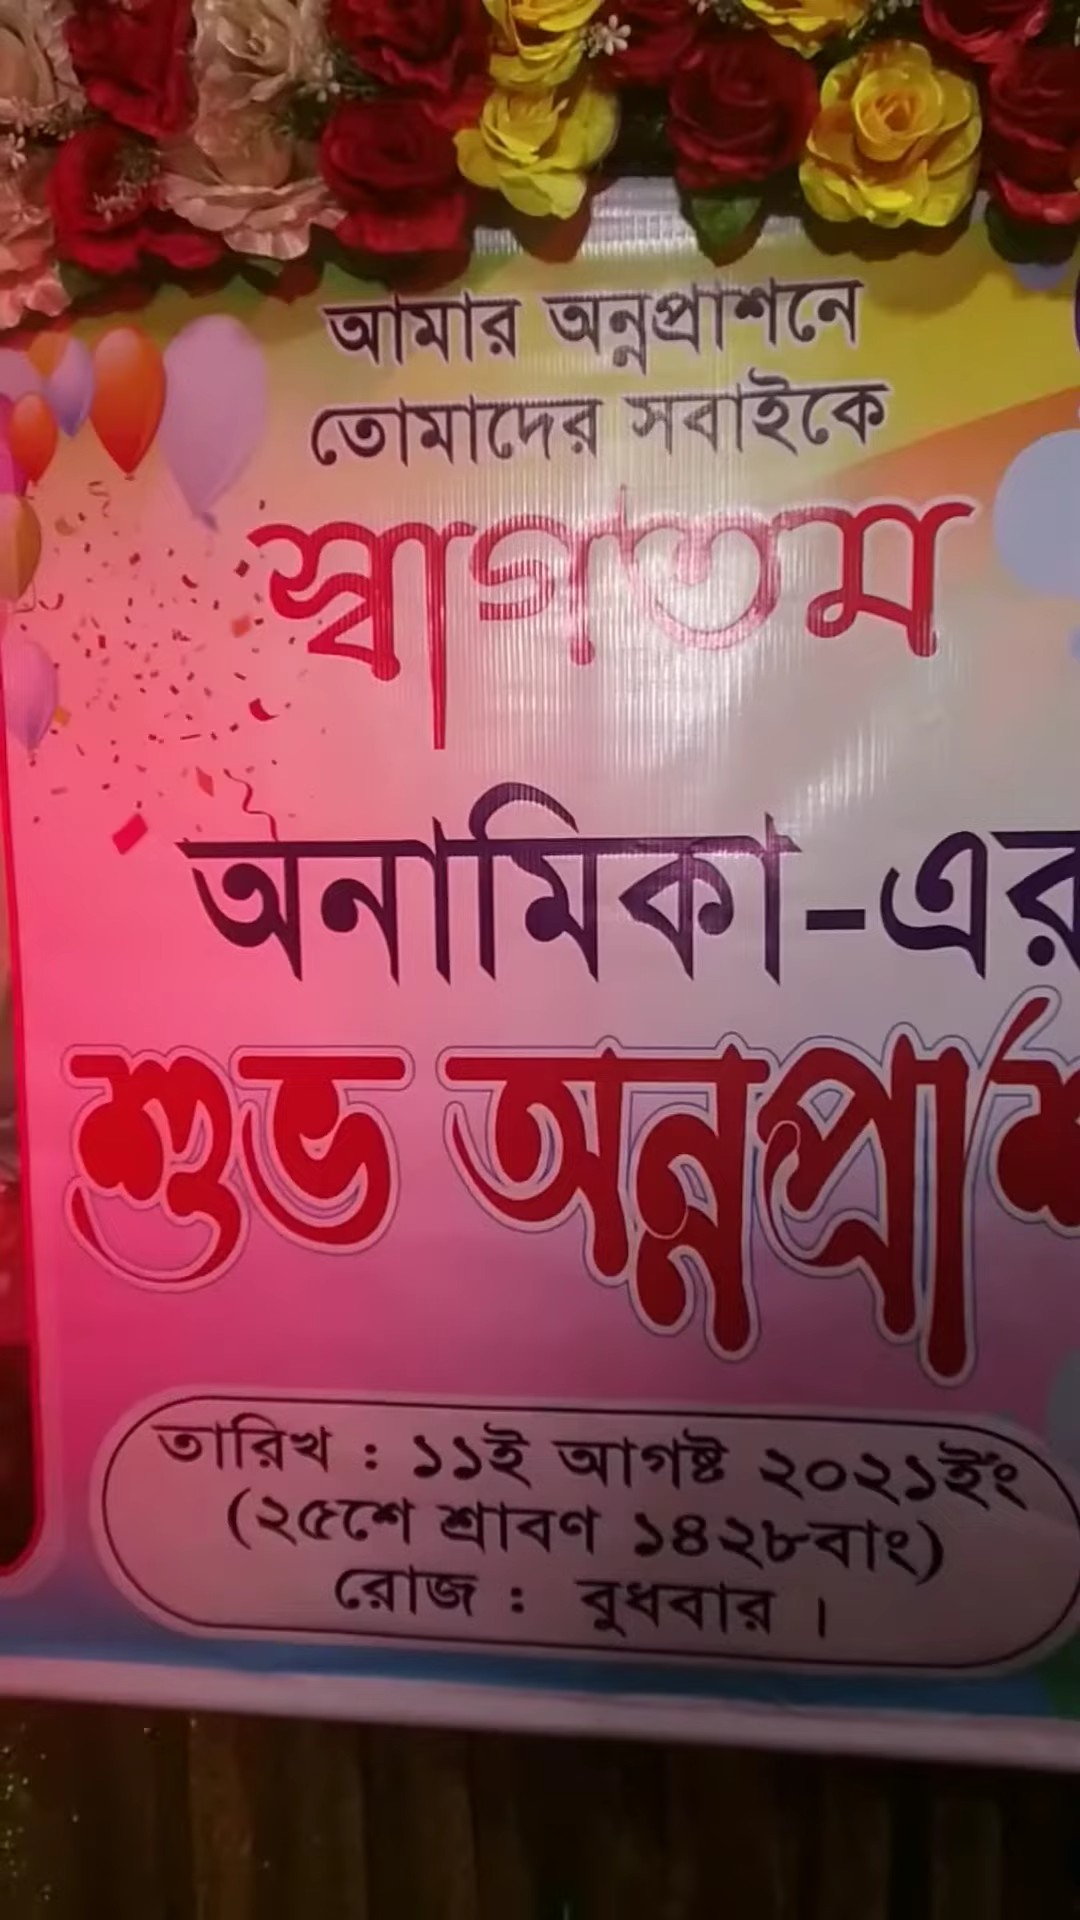 আমার অন্নপ্রাশনে
তোমাদের সবাইকে
স্বাগতম
অনামিকা-এর
শুভ অন্নপ্রাশ
তারিখ : ১১ই আগষ্ট ২০২১ইং
(২৫শে শ্রাবণ ১৪২৮বাং)
রোজ : বুধবার ।